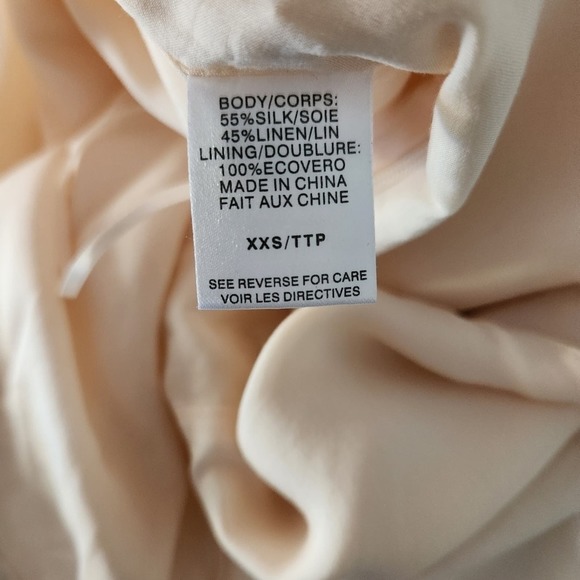 BODY/CORPS:
55%SILK/SOIE
45%LINEN/LIN
LINING/DOUBLURE:
100%ECOVERO
MADE IN CHINA
FAIT AUX CHINE
XXS/TTP
SEE REVERSE FOR CARE
VOIR LES DIRECTIVES